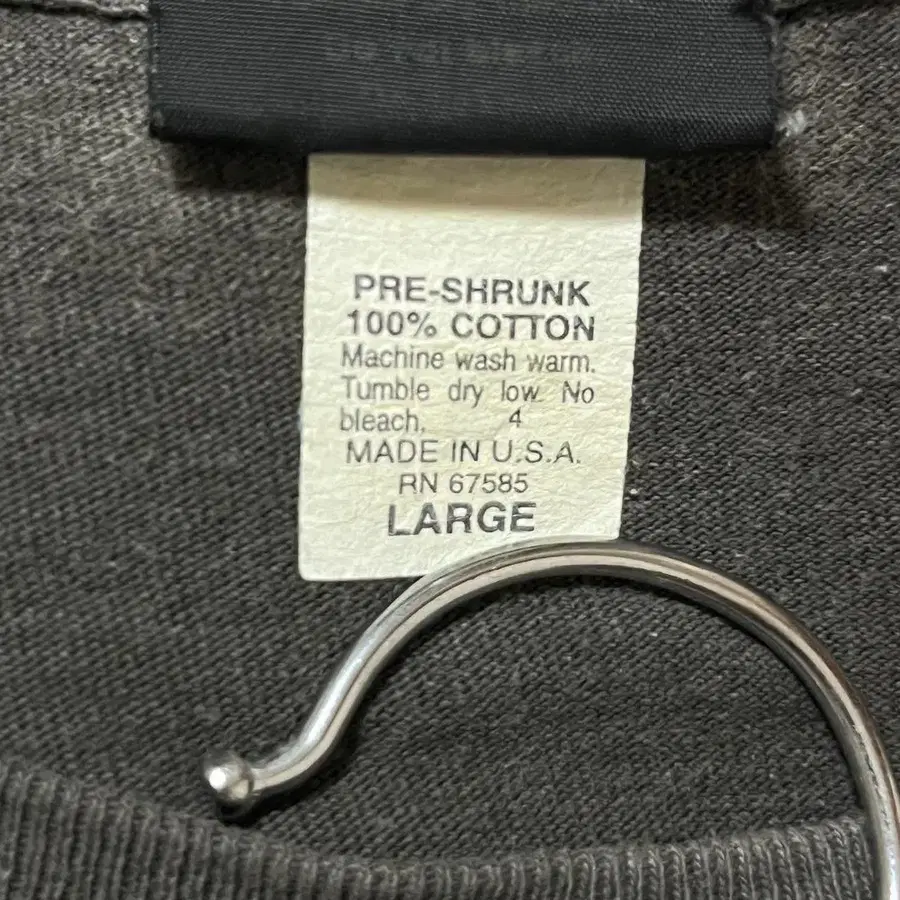 PRE-SHRUNK
100% COTTON
Machine wash warm.
Tumble dry low. No
bleach, 4
MADE IN U.S.A.
RN 67585
LARGE